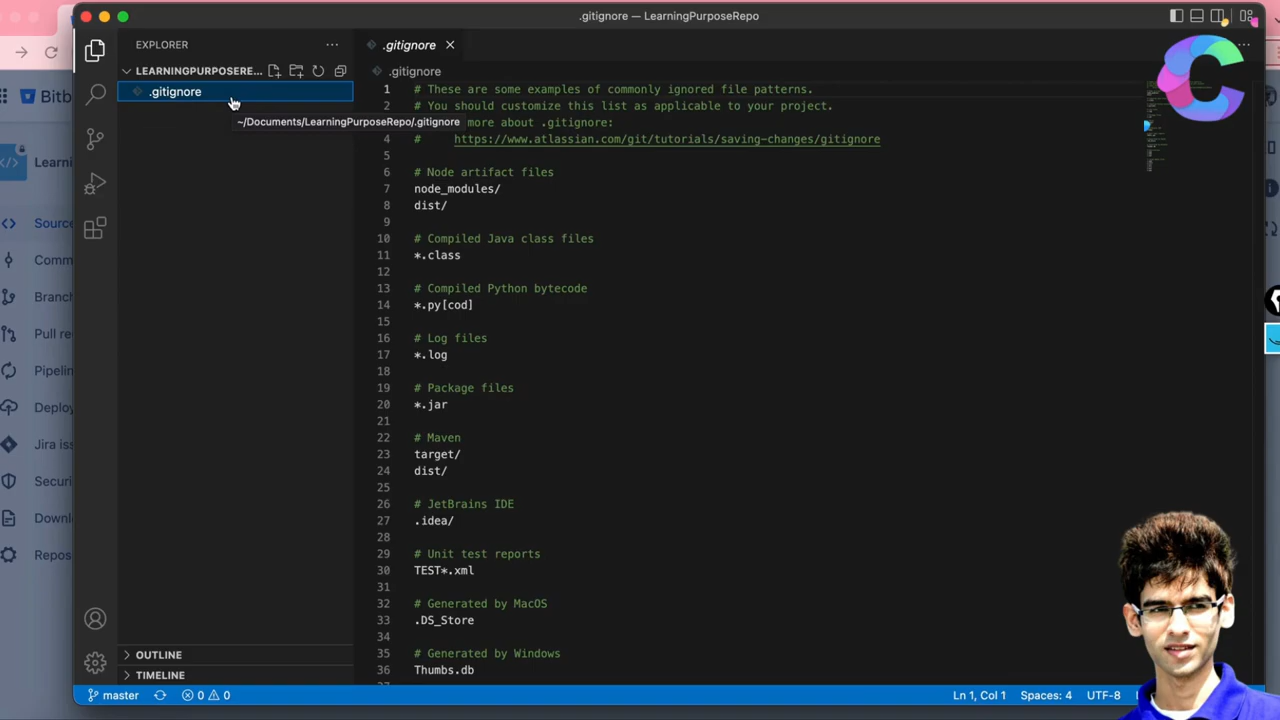 .gitignore — LearningPurposeRepo
EXPLORER
.gitignore
LEARNINGPURPOSERE...
.gitignore
.gitignore
~/Documents/LearningPurposeRepo/.gitignore
1 # These are some examples of commonly ignored file patterns.
2 # You should customize this list as applicable to your project.
more about .gitignore:
4 # https://www.atlassian.com/git/tutorials/saving-changes/gitignore
5
6 # Node artifact files
7 node_modules/
8 dist/
9
10 # Compiled Java class files
11 *.class
12
13 # Compiled Python bytecode
14 *.py[cod]
15
16 # Log files
17 *.log
18
19 # Package files
20 *.jar
21
22 # Maven
23 target/
24 dist/
25
26 # JetBrains IDE
27 .idea/
28
29 # Unit test reports
30 TEST*.xml
31
32 # Generated by MacOS
33 .DS_Store
34
35 # Generated by Windows
36 Thumbs.db
OUTLINE
TIMELINE
master
0 0
Ln 1, Col 1
Spaces: 4
UTF-8
Bitb
Learni
Sourc
Comm
Branch
Pull re
Pipelin
Deploy
Jira iss
Securi
Downl
Repos